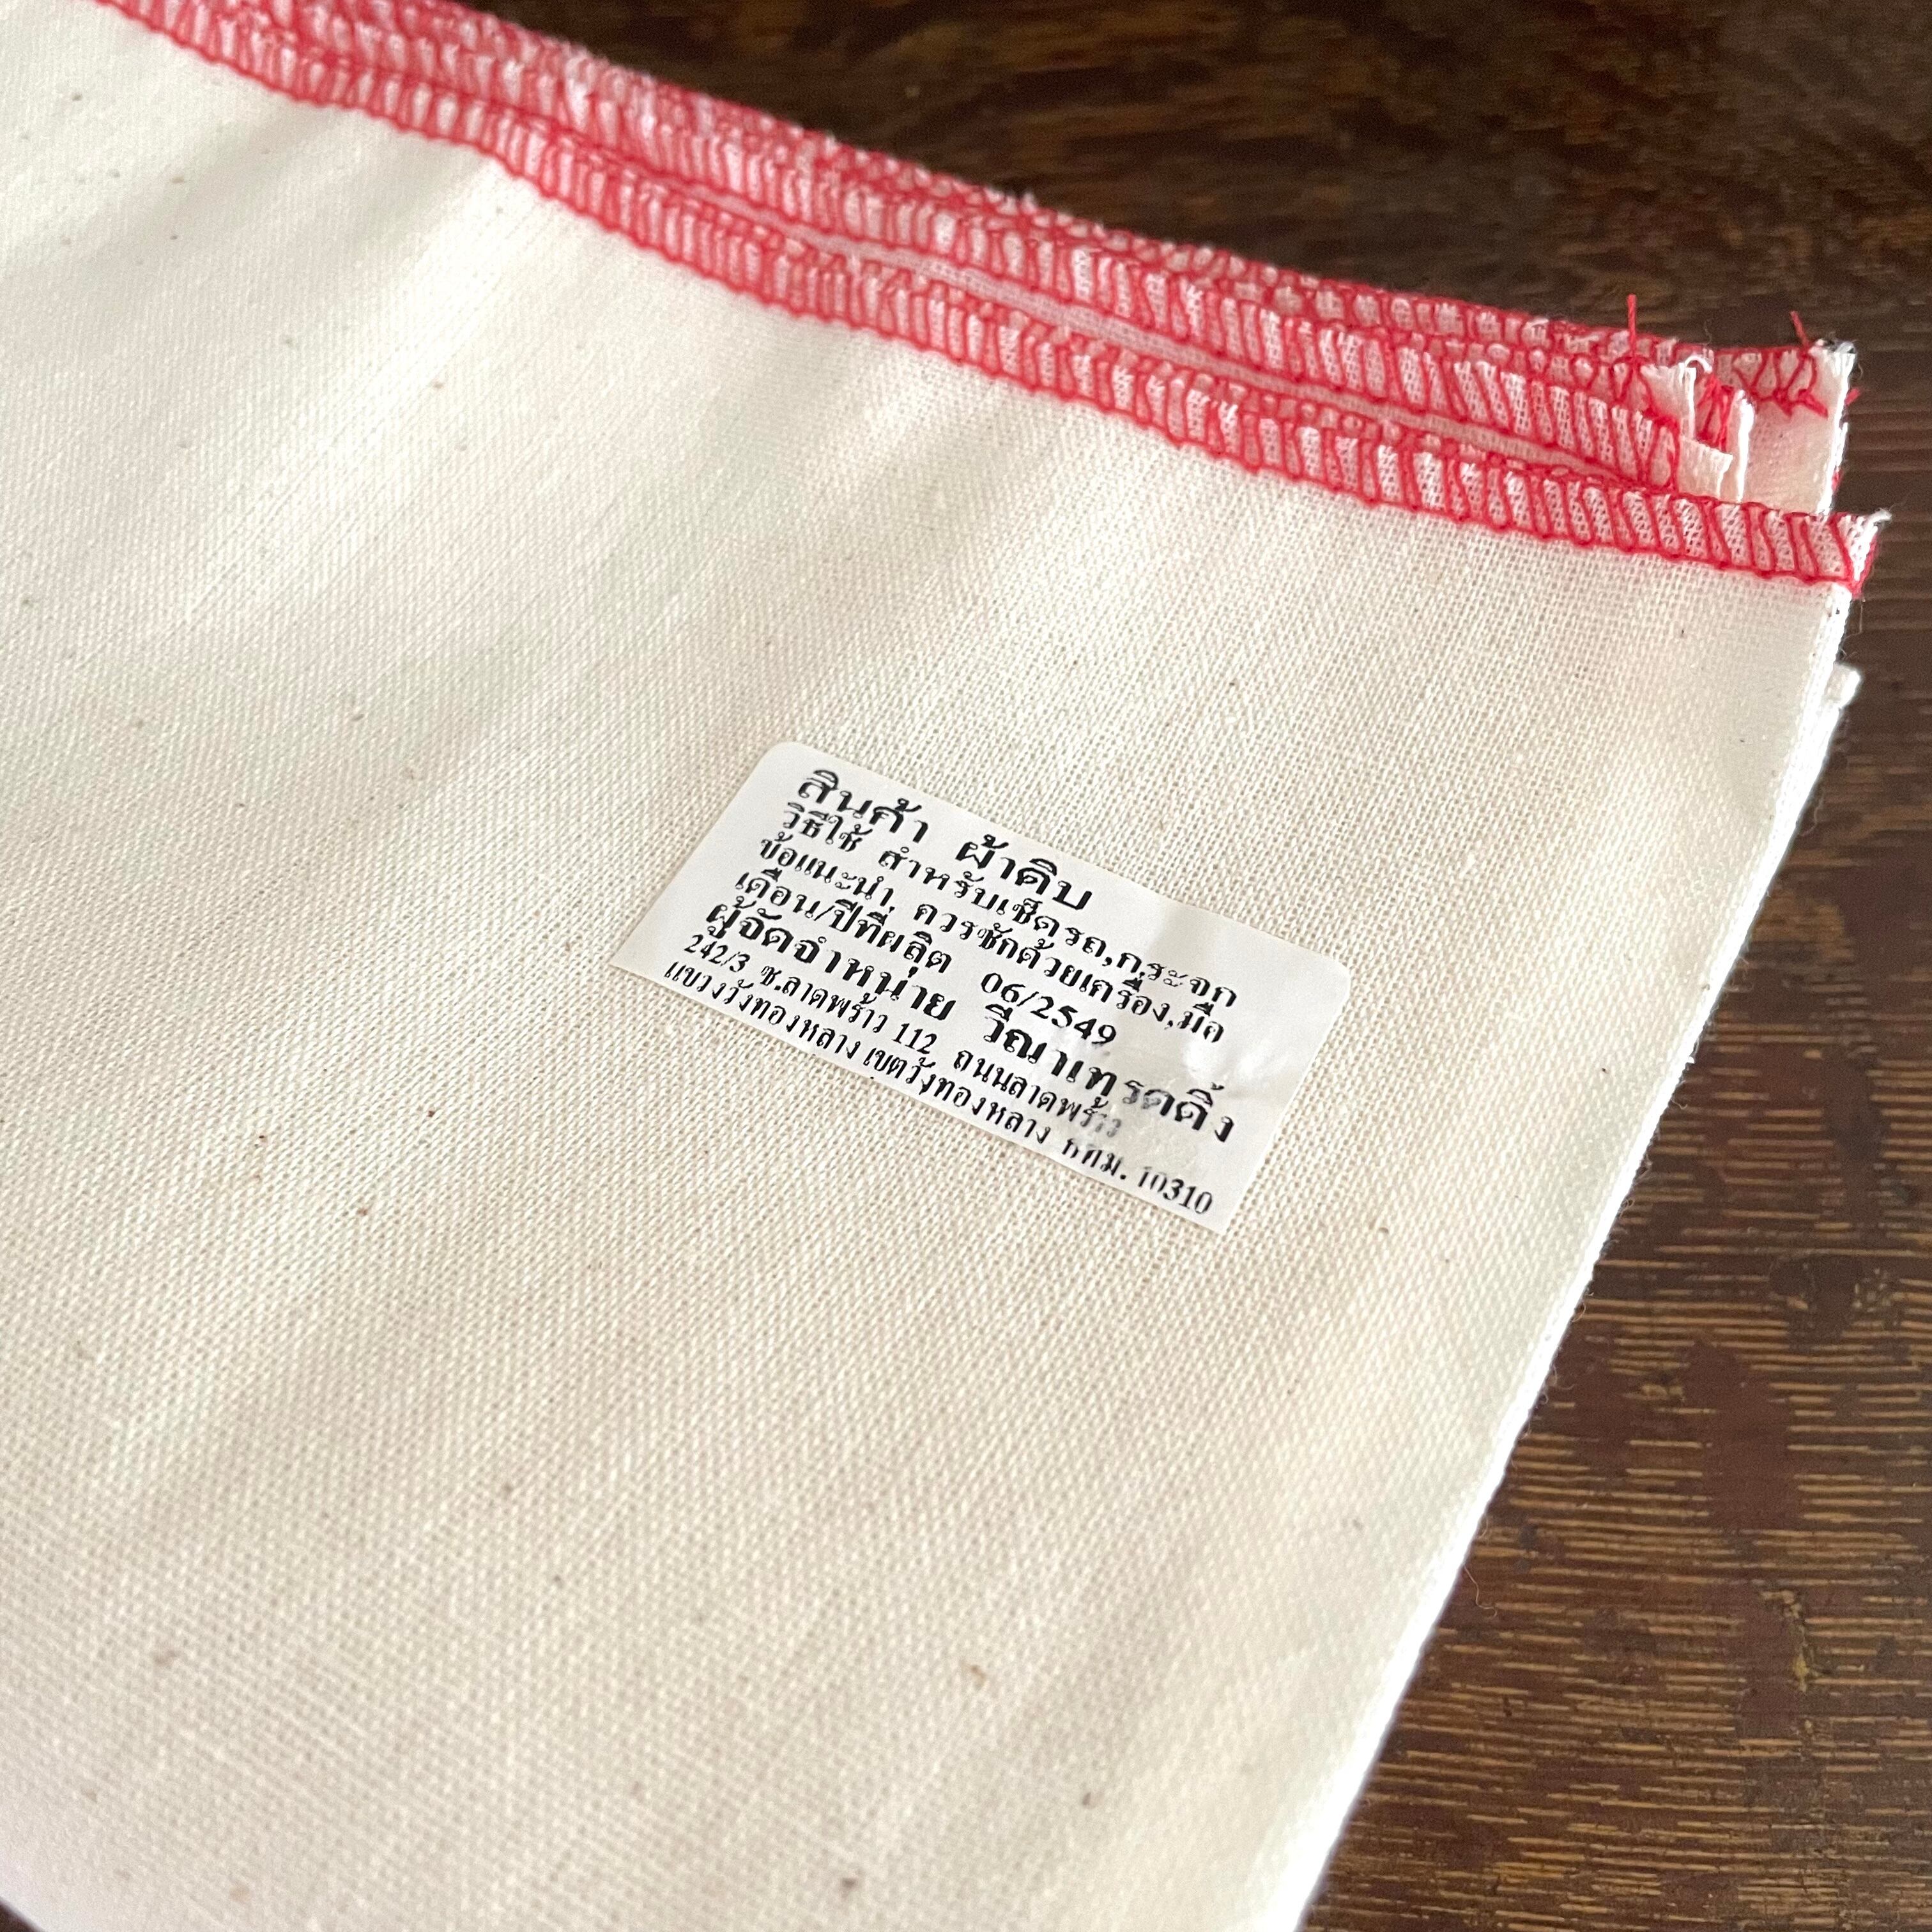 สินค้า ผ้าดิบ
วิธีใช้ สำหรับเช็ดรถ,กระจก
ข้อแนะนำ ควรซักด้วยเครื่อง,มือ
เดือน/ปีที่ผลิต 06/2549
ผู้จัดจำหน่าย วีณาเทรดดิ้ง
242/3 ซ.ลาดพร้าว 112 ถนนลาดพร้าว
แขวงวังทองหลาง เขตวังทองหลาง กทม. 10310